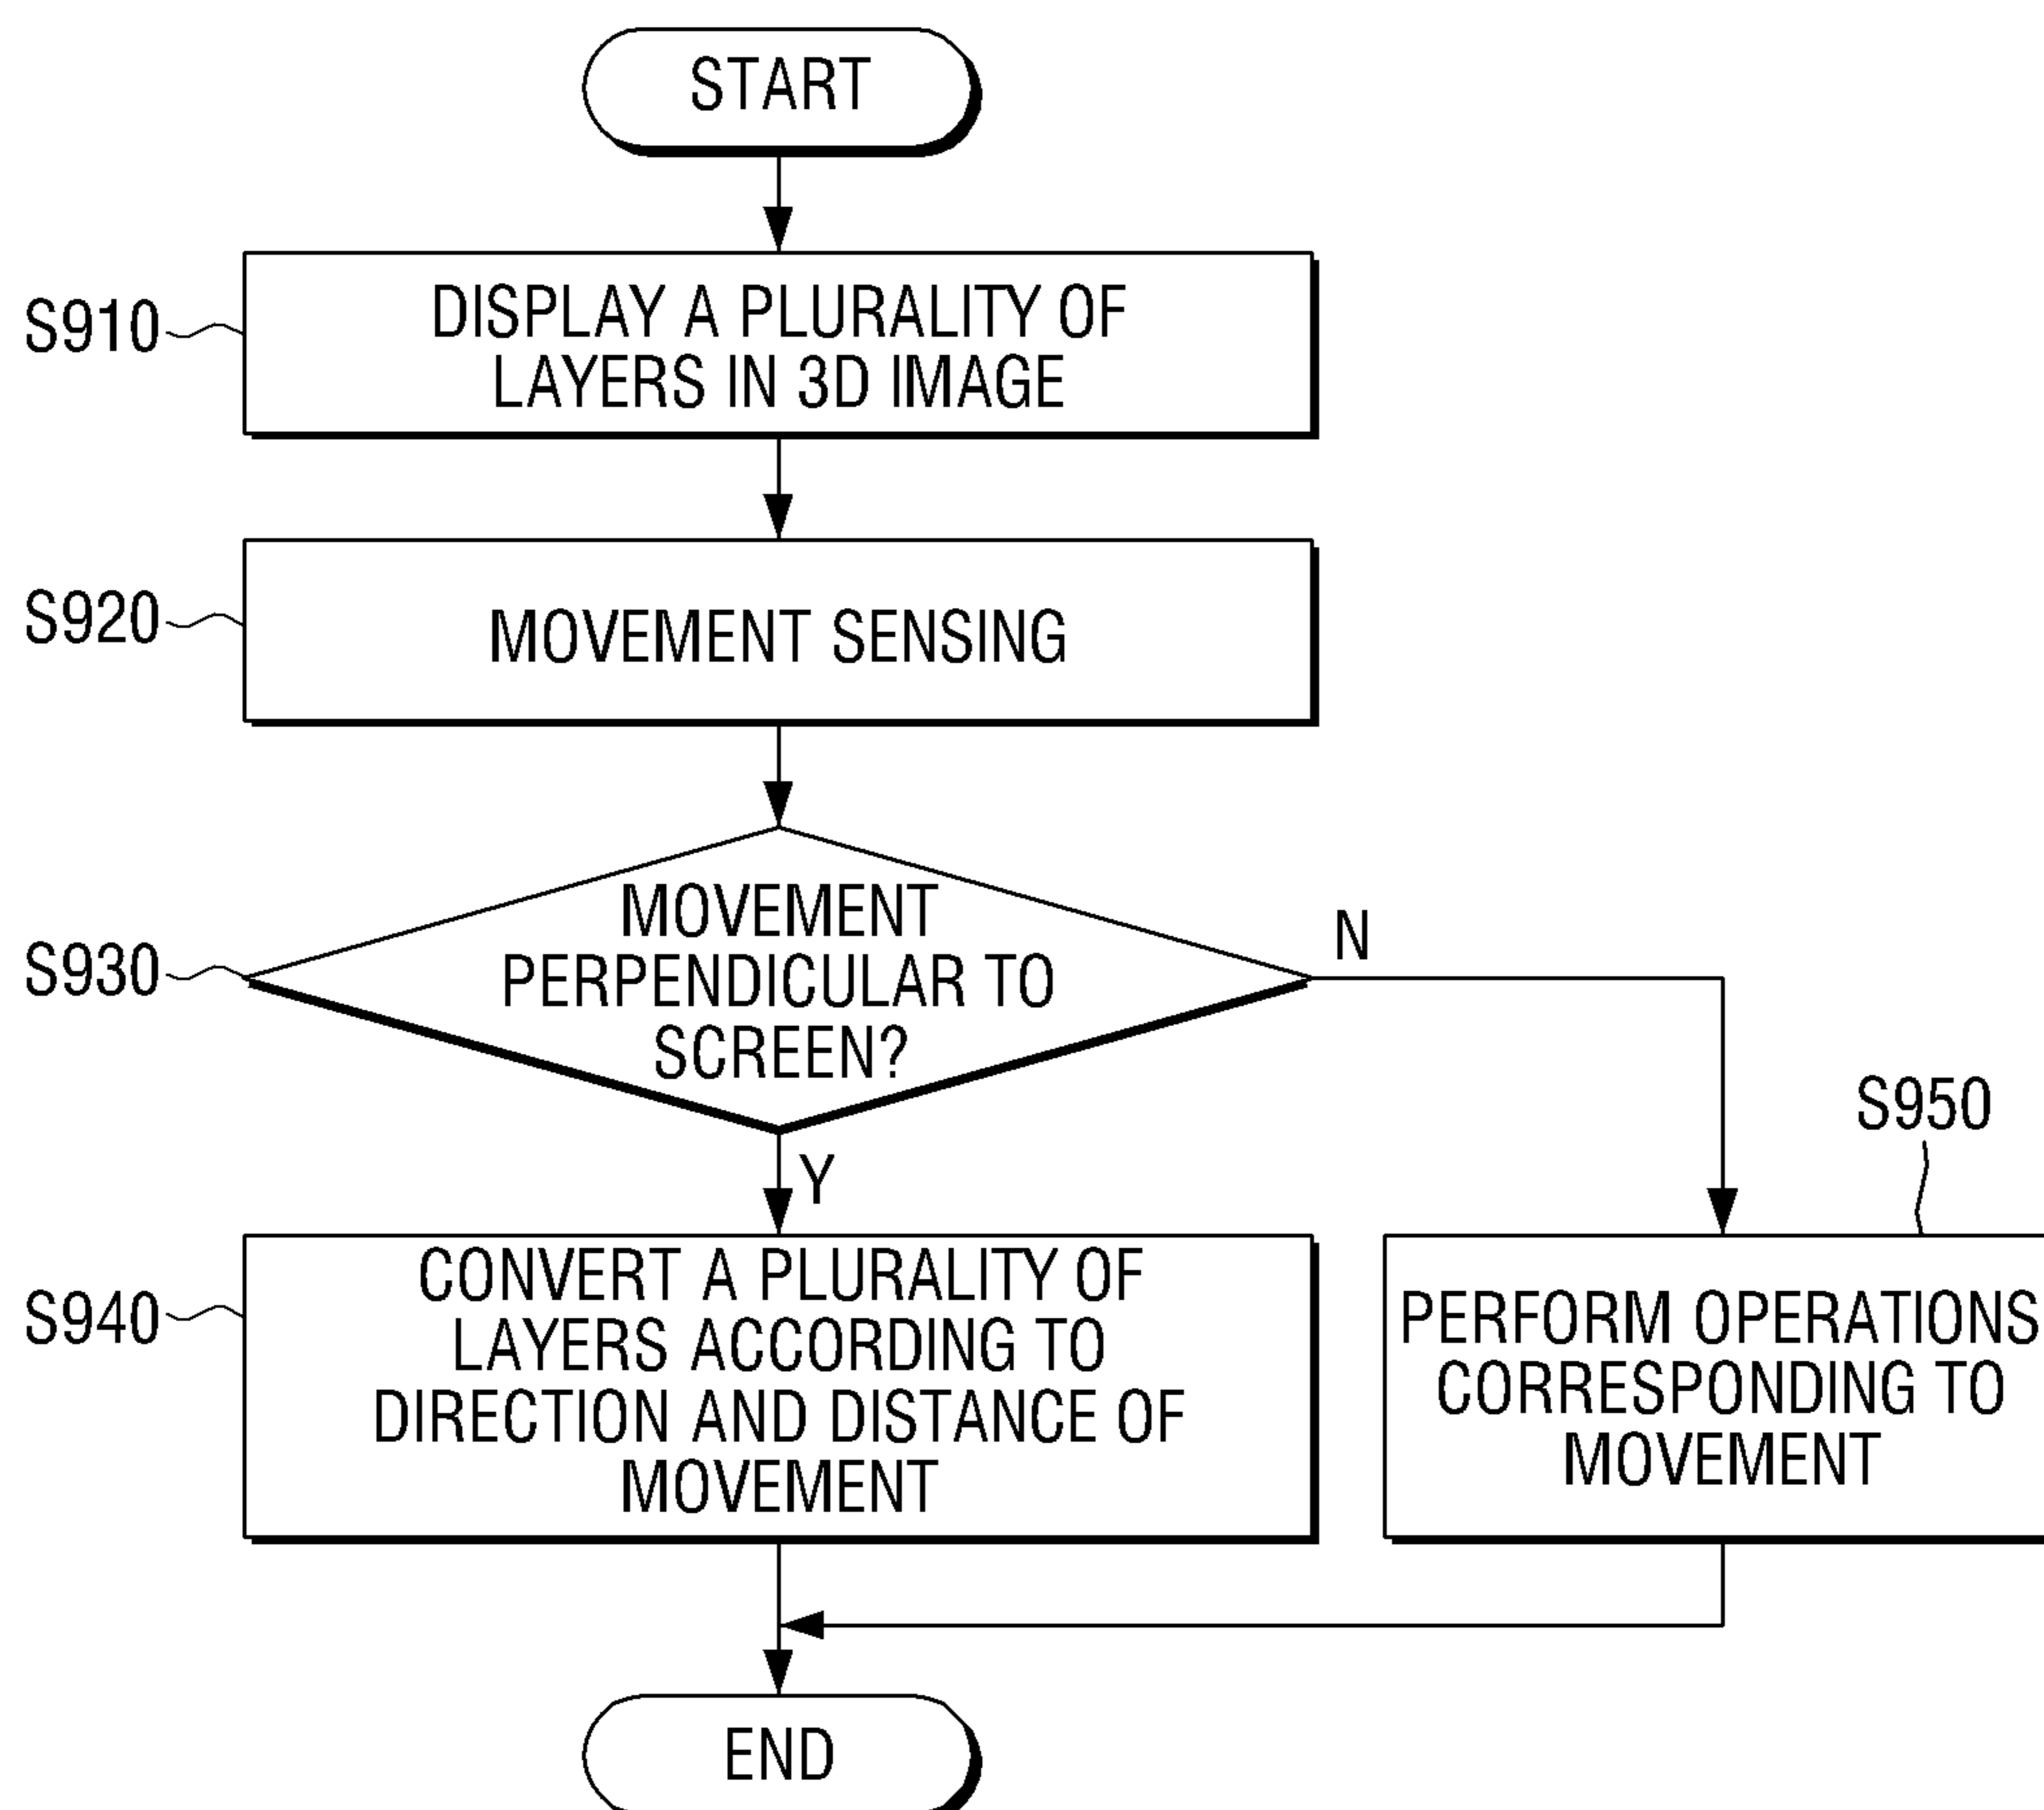 START
S910
DISPLAY A PLURALITY OF
LAYERS IN 3D IMAGE
S920
MOVEMENT SENSING
S930
MOVEMENT
PERPENDICULAR TO
SCREEN?
N
Y
S940
CONVERT A PLURALITY OF
LAYERS ACCORDING TO
DIRECTION AND DISTANCE OF
MOVEMENT
S950
PERFORM OPERATIONS
CORRESPONDING TO
MOVEMENT
END